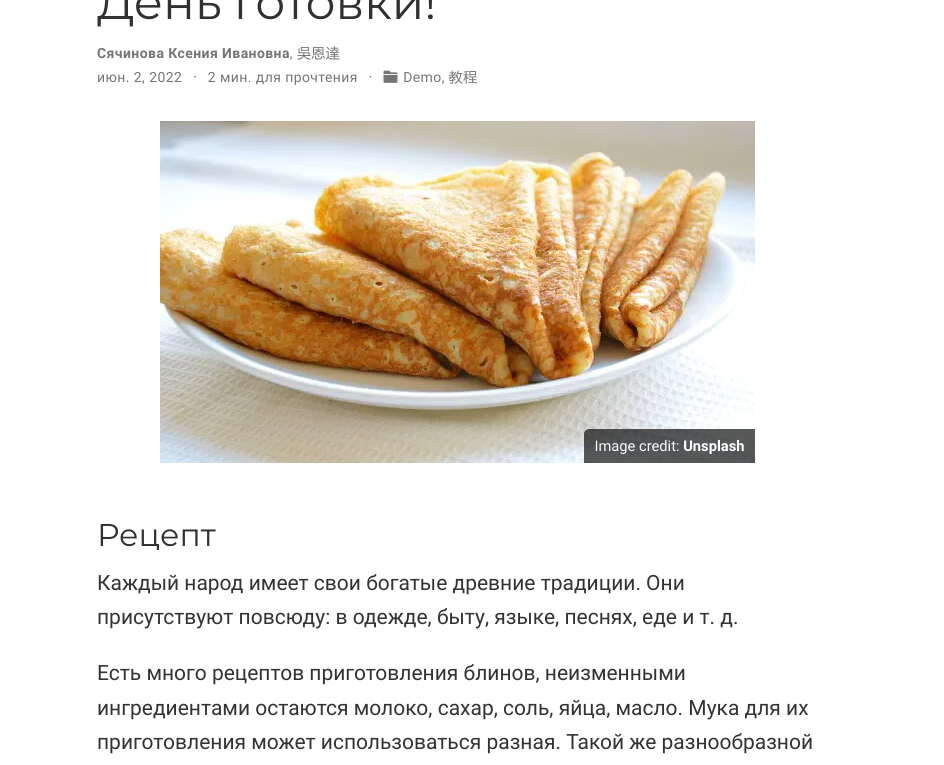 День готовки!
Сячинова Ксения Ивановна, 吳恩達
июн. 2, 2022 · 2 мин. для прочтения · Demo, 教程
Image credit: Unsplash
Рецепт
Каждый народ имеет свои богатые древние традиции. Они
присутствуют повсюду: в одежде, быту, языке, песнях, еде и т. д.
Есть много рецептов приготовления блинов, неизменными
ингредиентами остаются молоко, сахар, соль, яйца, масло. Мука для их
приготовления может использоваться разная. Такой же разнообразной